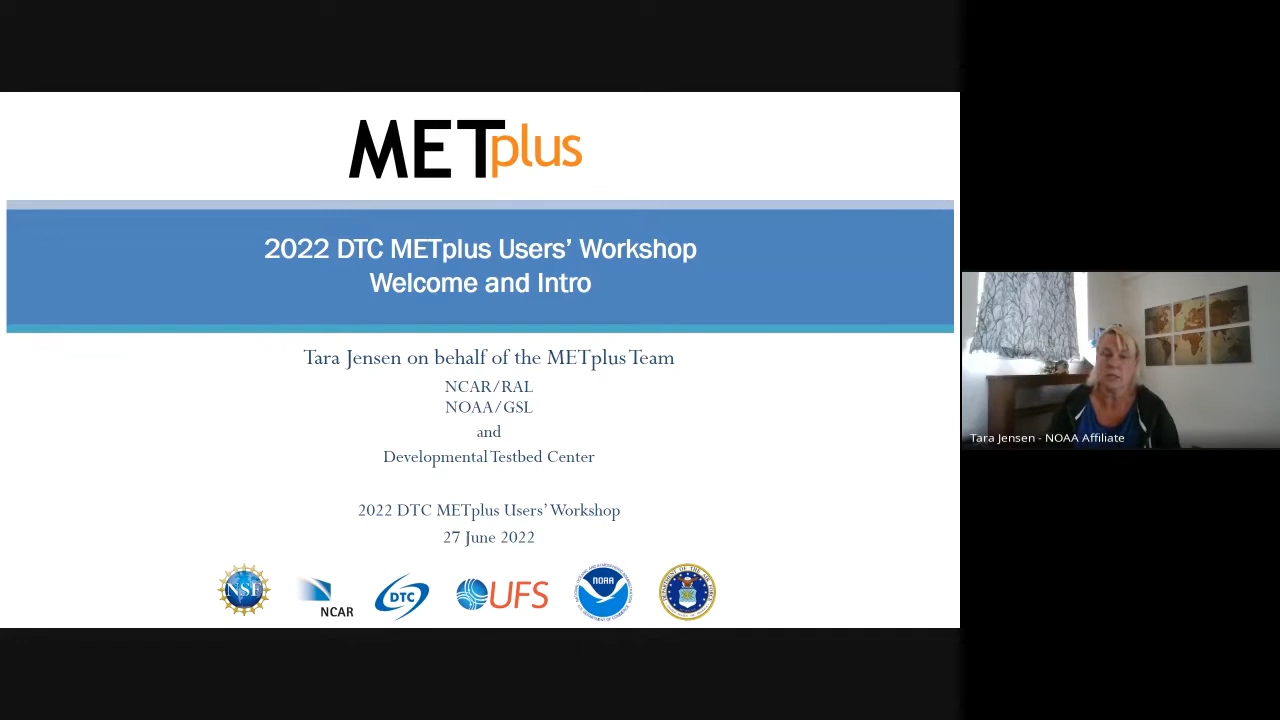 METplus
2022 DTC METplus Users’ Workshop
Welcome and Intro
Tara Jensen on behalf of the METplus Team
NCAR/RAL
NOAA/GSL
and
Developmental Testbed Center
2022 DTC METplus Users’ Workshop
27 June 2022
NSF
NCAR
DTC
UFS
NOAA
Tara Jensen - NOAA Affiliate